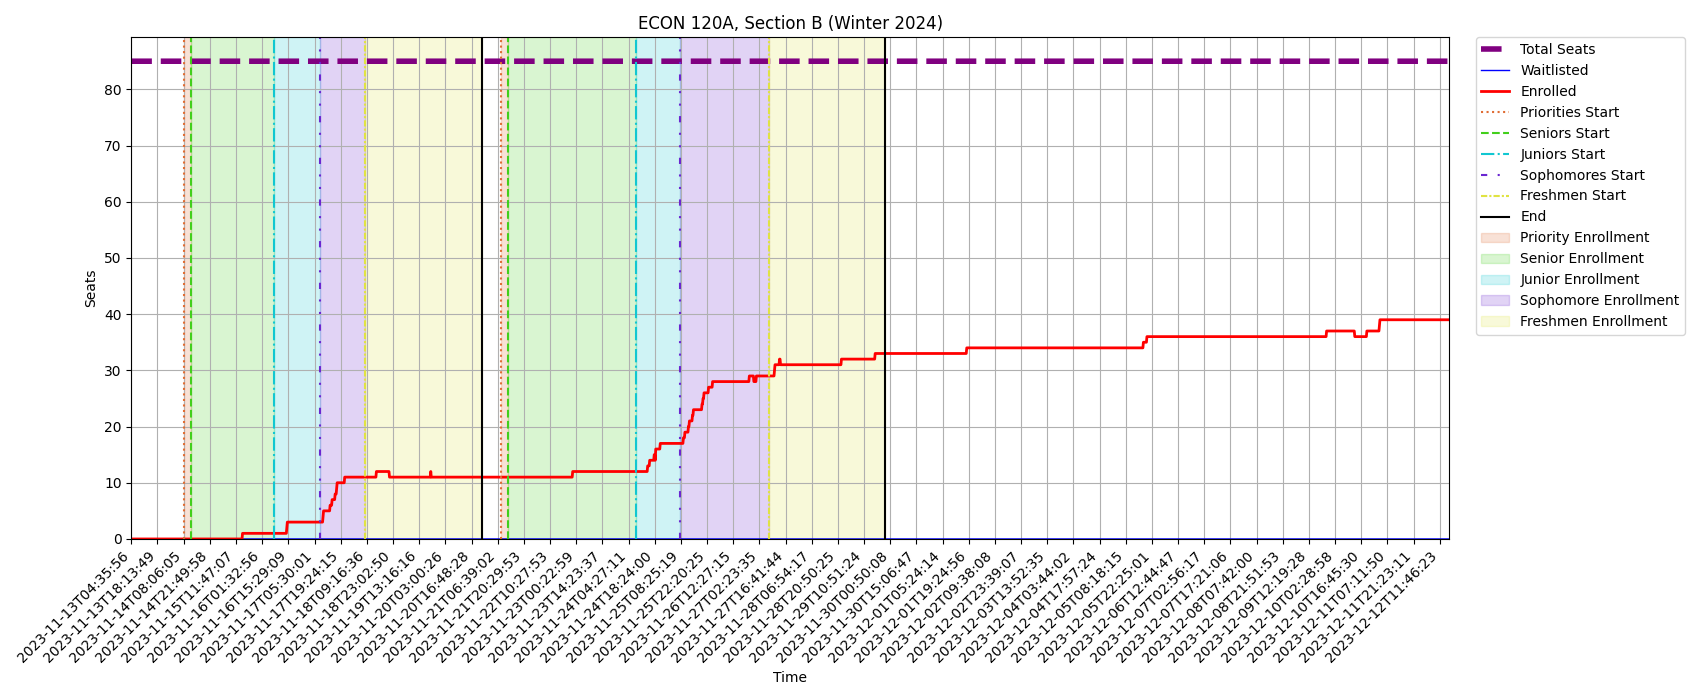 ECON 120A, Section B (Winter 2024)
Seats
80
70
60
50
40
30
20
10
0
2023-11-13T04:35:56
2023-11-13T18:13:49
2023-11-14T08:06:05
2023-11-14T21:49:58
2023-11-15T11:47:07
2023-11-16T01:32:56
2023-11-16T15:29:09
2023-11-17T05:30:01
2023-11-17T19:24:15
2023-11-18T09:16:36
2023-11-18T23:02:50
2023-11-19T13:16:16
2023-11-20T03:00:26
2023-11-20T16:48:28
2023-11-21T06:39:02
2023-11-21T20:29:53
2023-11-22T10:27:53
2023-11-23T00:22:59
2023-11-23T14:23:37
2023-11-24T04:27:11
2023-11-24T18:24:00
2023-11-25T08:25:19
2023-11-25T22:20:25
2023-11-26T12:27:15
2023-11-27T02:23:35
2023-11-27T16:41:44
2023-11-28T06:54:17
2023-11-28T20:50:25
2023-11-29T10:51:24
2023-11-30T00:50:08
2023-11-30T15:06:47
2023-12-01T05:24:14
2023-12-01T19:24:56
2023-12-02T09:38:08
2023-12-02T23:39:07
2023-12-03T13:52:35
2023-12-04T03:44:02
2023-12-04T17:57:24
2023-12-05T08:18:15
2023-12-05T22:25:01
2023-12-06T12:44:47
2023-12-07T02:56:17
2023-12-07T17:21:06
2023-12-08T07:42:00
2023-12-08T21:51:53
2023-12-09T12:19:28
2023-12-10T02:28:58
2023-12-10T16:45:30
2023-12-11T07:11:50
2023-12-11T21:23:11
2023-12-12T11:46:23
Time
Total Seats
Waitlisted
Enrolled
Priorities Start
Seniors Start
Juniors Start
Sophomores Start
Freshmen Start
End
Priority Enrollment
Senior Enrollment
Junior Enrollment
Sophomore Enrollment
Freshmen Enrollment